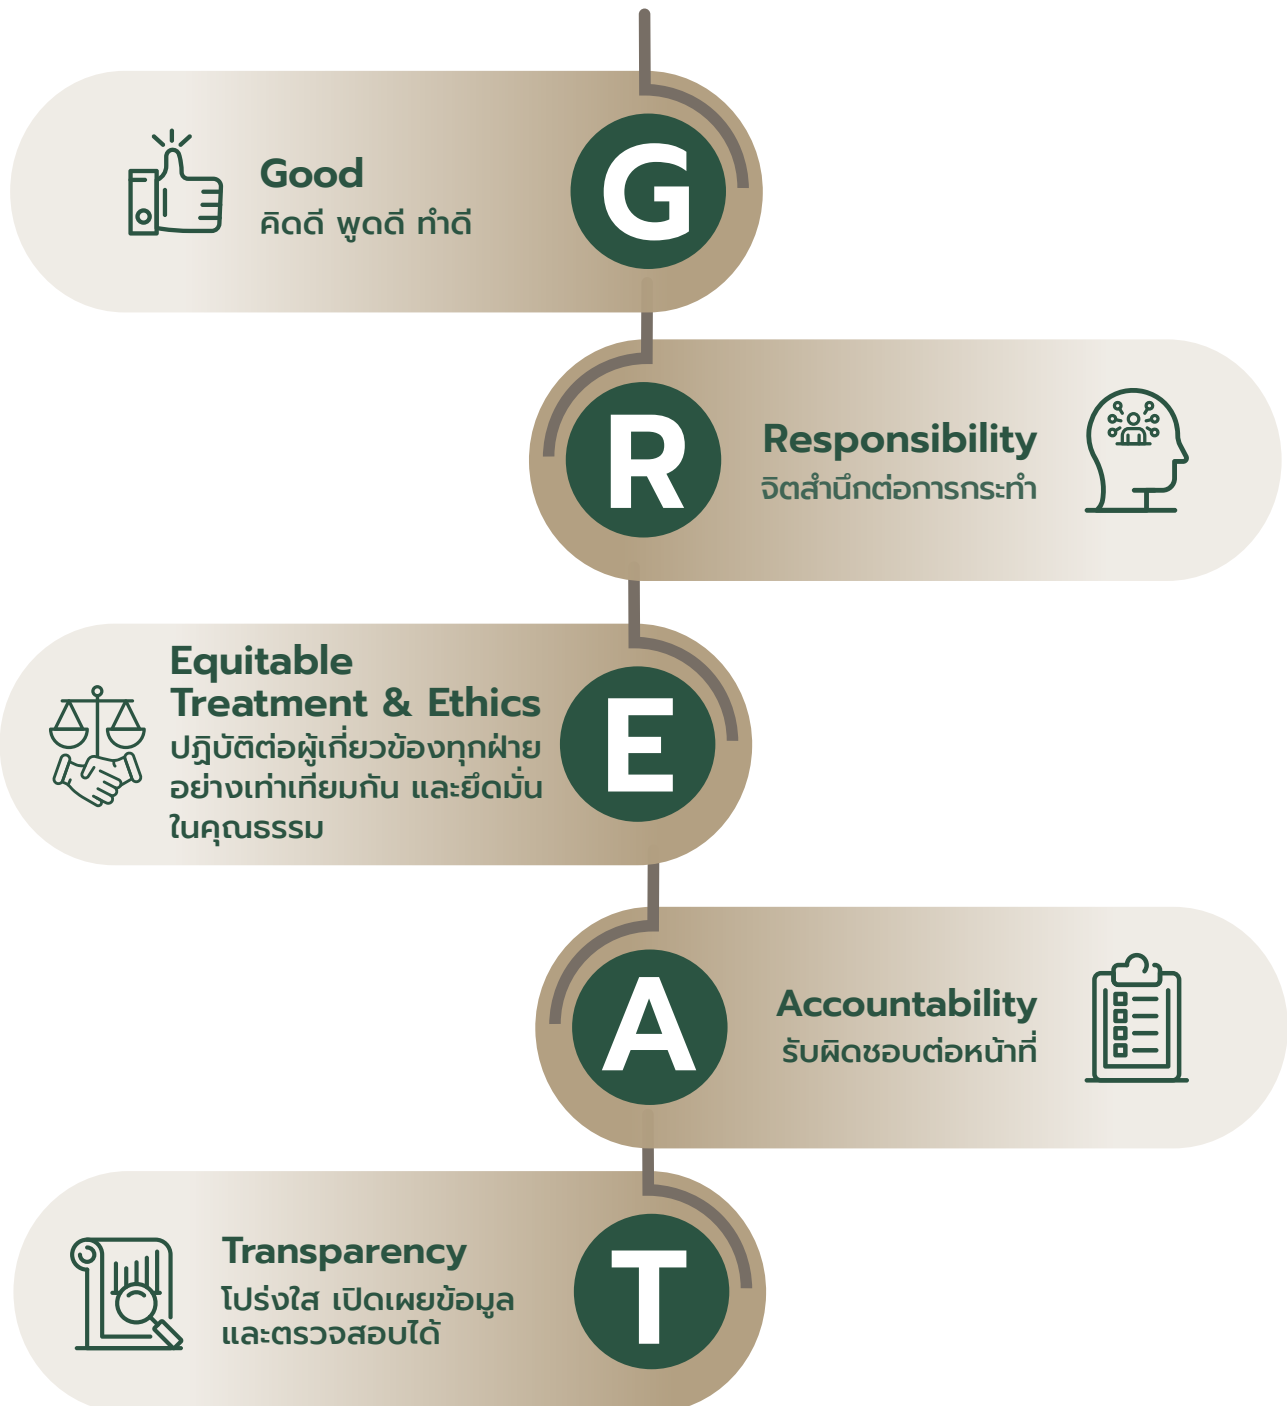 Good
คิดดี พูดดี ทำดี
G
R
Responsibility
จิตสำนึกต่อการกระทำ
Equitable
Treatment & Ethics
ปฏิบัติต่อผู้เกี่ยวข้องทุกฝ่าย
อย่างเท่าเทียมกัน และยึดมั่น
ในคุณธรรม
E
A
Accountability
รับผิดชอบต่อหน้าที่
Transparency
โปร่งใส เปิดเผยข้อมูล
และตรวจสอบได้
T